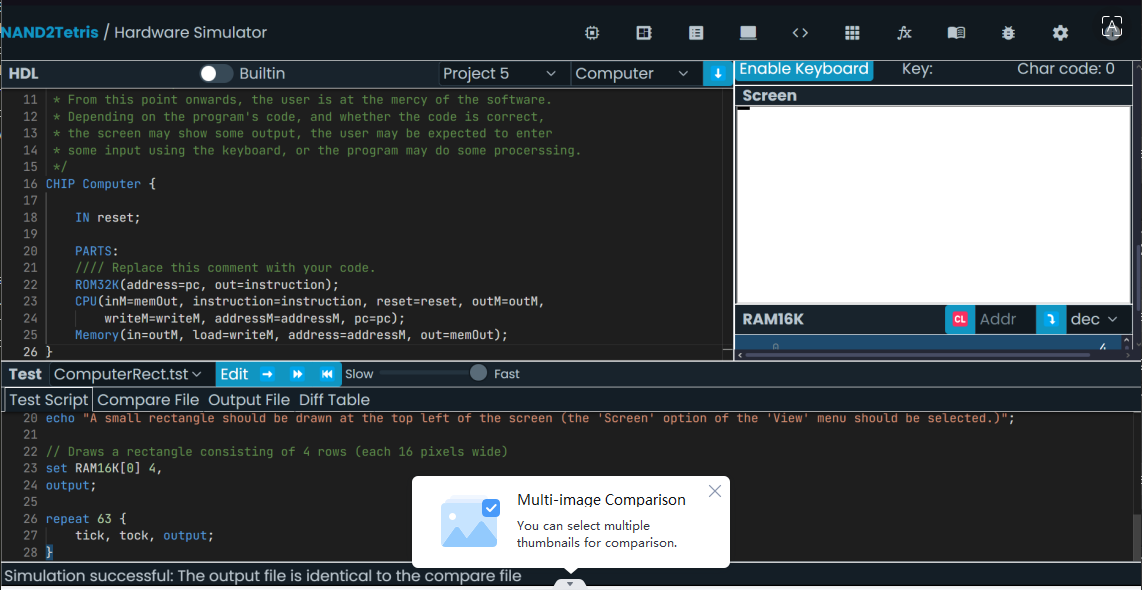 NAND2Tetris / Hardware Simulator
HDL
Builtin
Project 5
Computer
Enable Keyboard
Key:
Char code: 0
Screen
11 * From this point onwards, the user is at the mercy of the software.
12 * Depending on the program's code, and whether the code is correct,
13 * the screen may show some output, the user may be expected to enter
14 * some input using the keyboard, or the program may do some procerssing.
15 */
16 CHIP Computer {
17
18 IN reset;
19
20 PARTS:
21 //// Replace this comment with your code.
22 ROM32K(address=pc, out=instruction);
23 CPU(inM=memOut, instruction=instruction, reset=reset, outM=outM,
24 writeM=writeM, addressM=addressM, pc=pc);
25 Memory(in=outM, load=writeM, address=addressM, out=memOut);
26 }
RAM16K
CL
Addr
dec
0 4
Test
ComputerRect.tst
Edit
Slow
Fast
Test Script
Compare File
Output File
Diff Table
20 echo "A small rectangle should be drawn at the top left of the screen (the 'Screen' option of the 'View' menu should be selected.)";
21
22 // Draws a rectangle consisting of 4 rows (each 16 pixels wide)
23 set RAM16K[0] 4,
24 output;
25
26 repeat 63 {
27 tick, tock, output;
28 }
Multi-image Comparison
You can select multiple
thumbnails for comparison.
Simulation successful: The output file is identical to the compare file